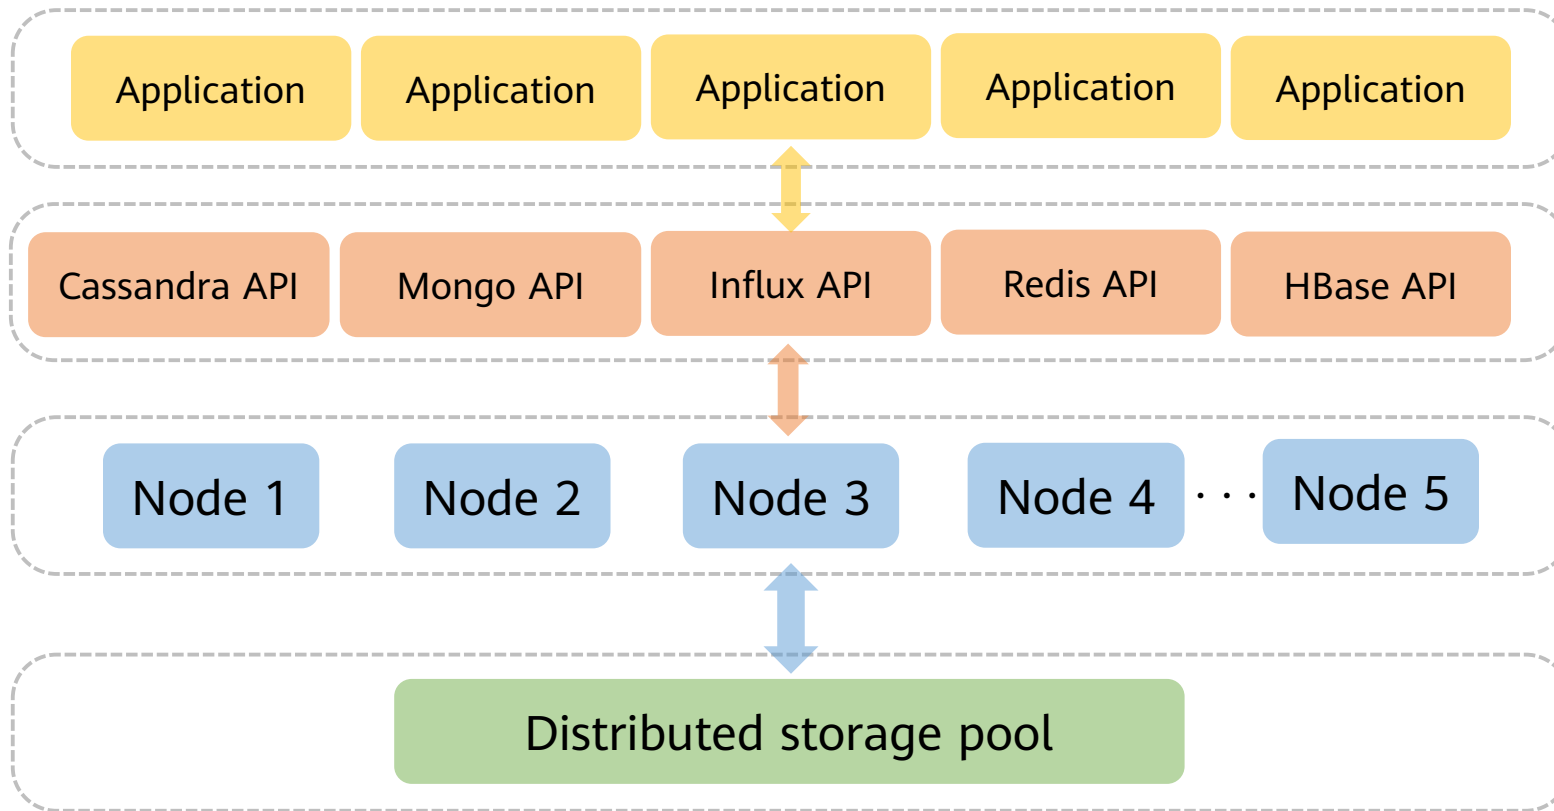 Application
Application
Application
Application
Application
Cassandra API
Mongo API
Influx API
Redis API
HBase API
Node 1
Node 2
Node 3
Node 4
· · ·
Node 5
Distributed storage pool